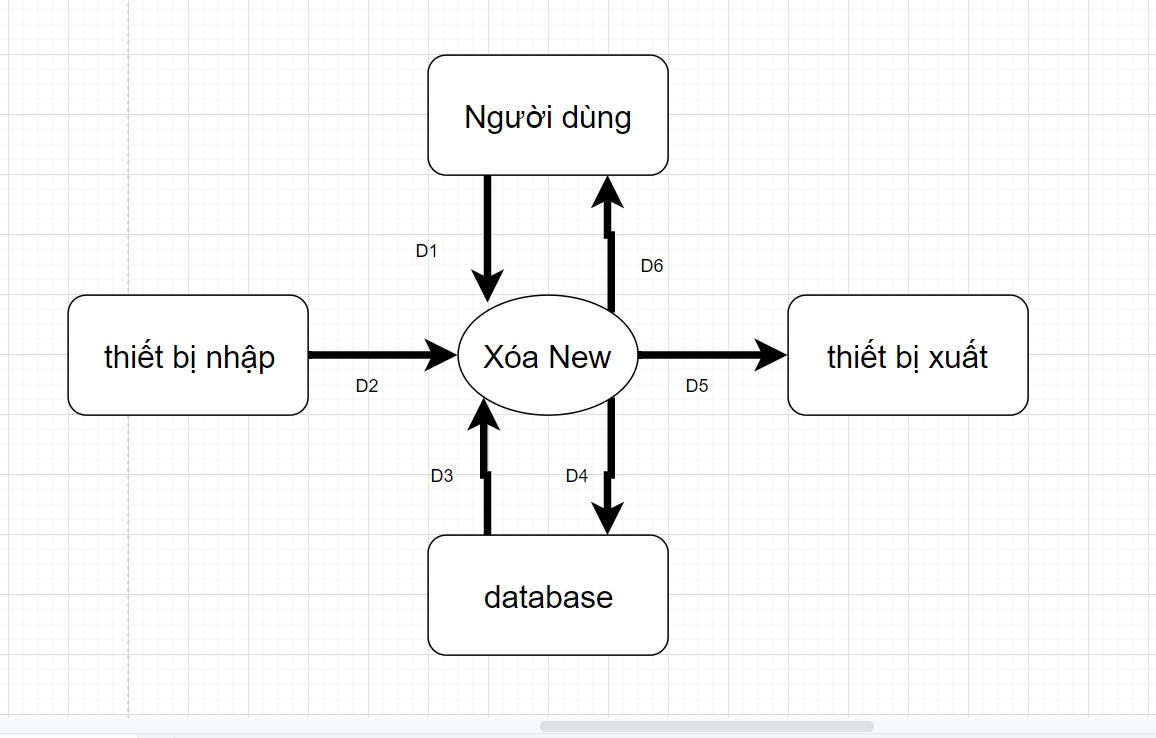 Người dùng
D1
D6
thiết bị nhập
Xóa New
thiết bị xuất
D2
D5
D3
D4
database